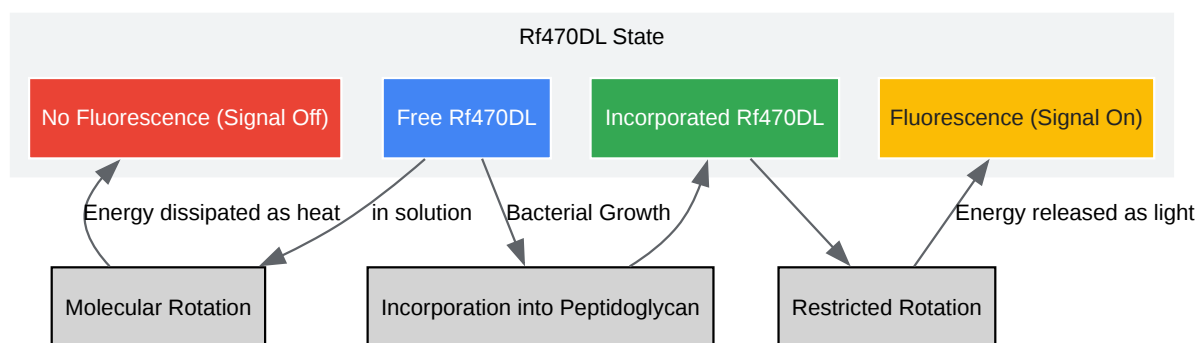 Rf470DL State
No Fluorescence (Signal Off)
Free Rf470DL
Incorporated Rf470DL
Fluorescence (Signal On)
Energy dissipated as heat
in solution
Bacterial Growth
Energy released as light
Molecular Rotation
Incorporation into Peptidoglycan
Restricted Rotation